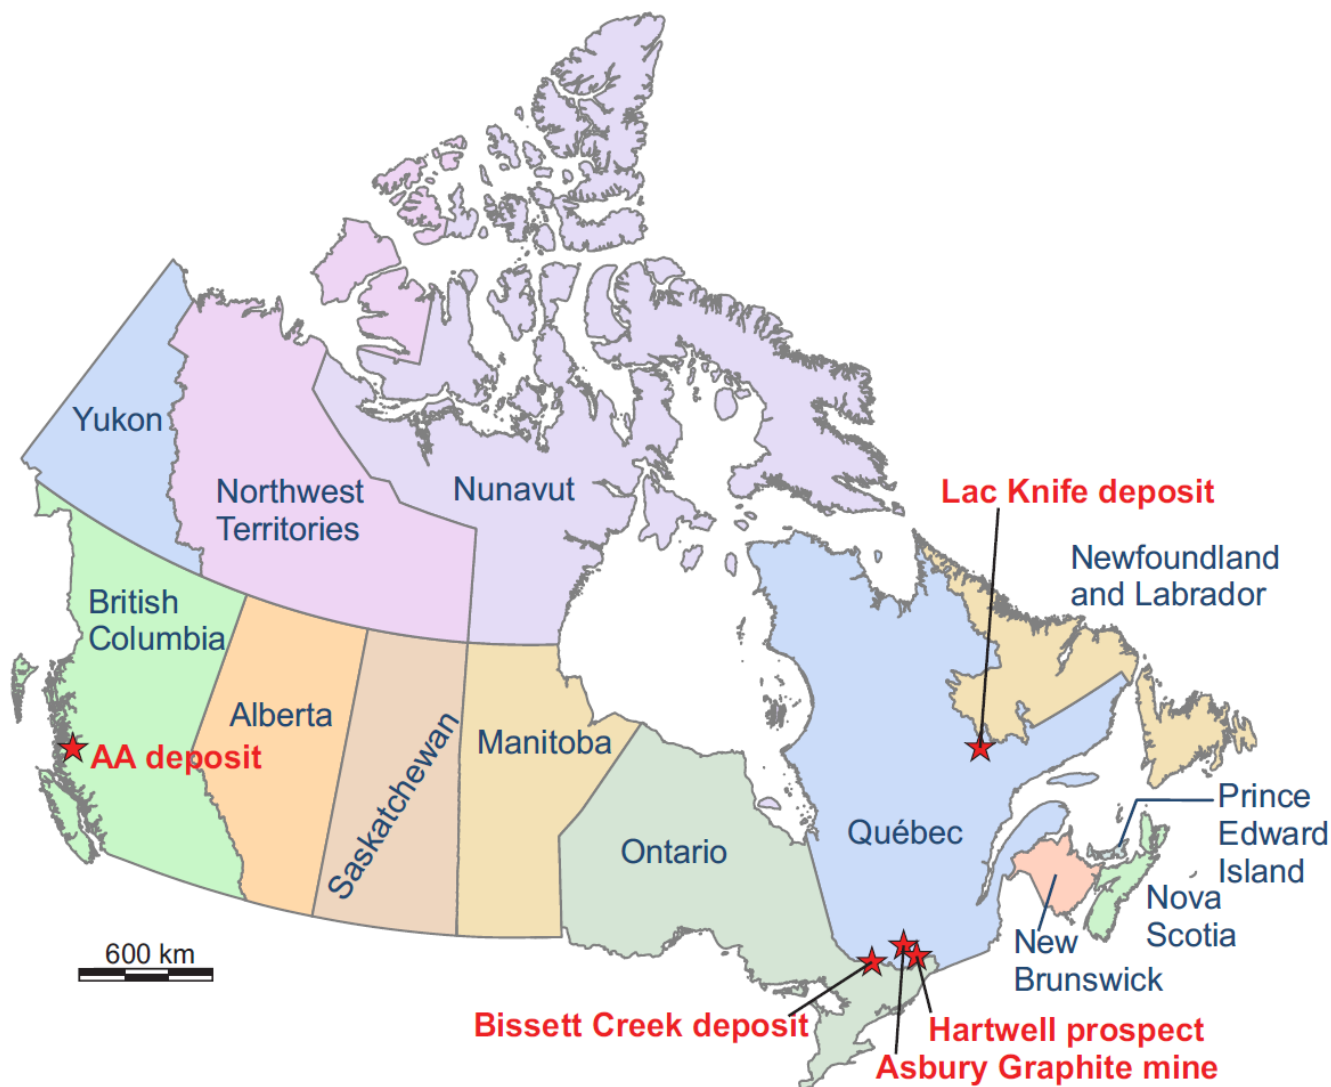 Yukon
Northwest
Territories
Nunavut
Lac Knife deposit
Newfoundland
and Labrador
British
Columbia
Alberta
Saskatchewan
Manitoba
AA deposit
Ontario
Québec
Prince
Edward
Island
Nova
Scotia
New
Brunswick
600 km
Bissett Creek deposit
Hartwell prospect
Asbury Graphite mine